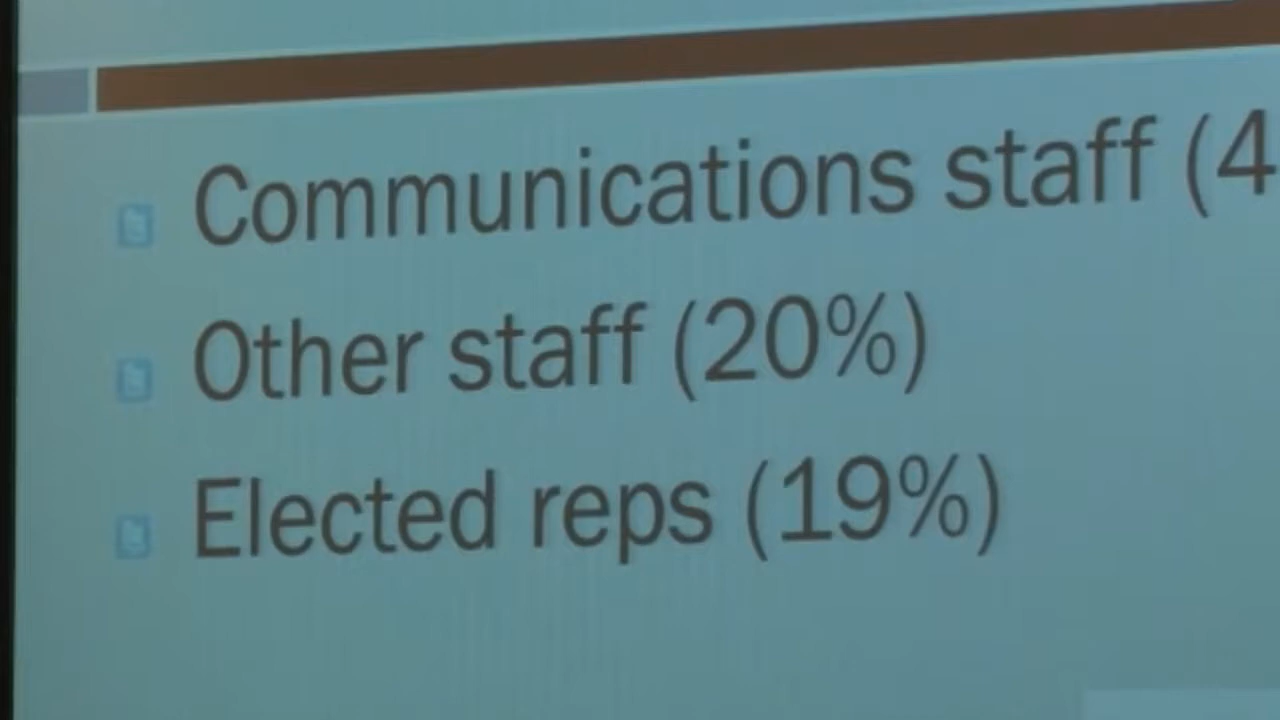 Communications staff (4
Other staff (20%)
Elected reps (19%)